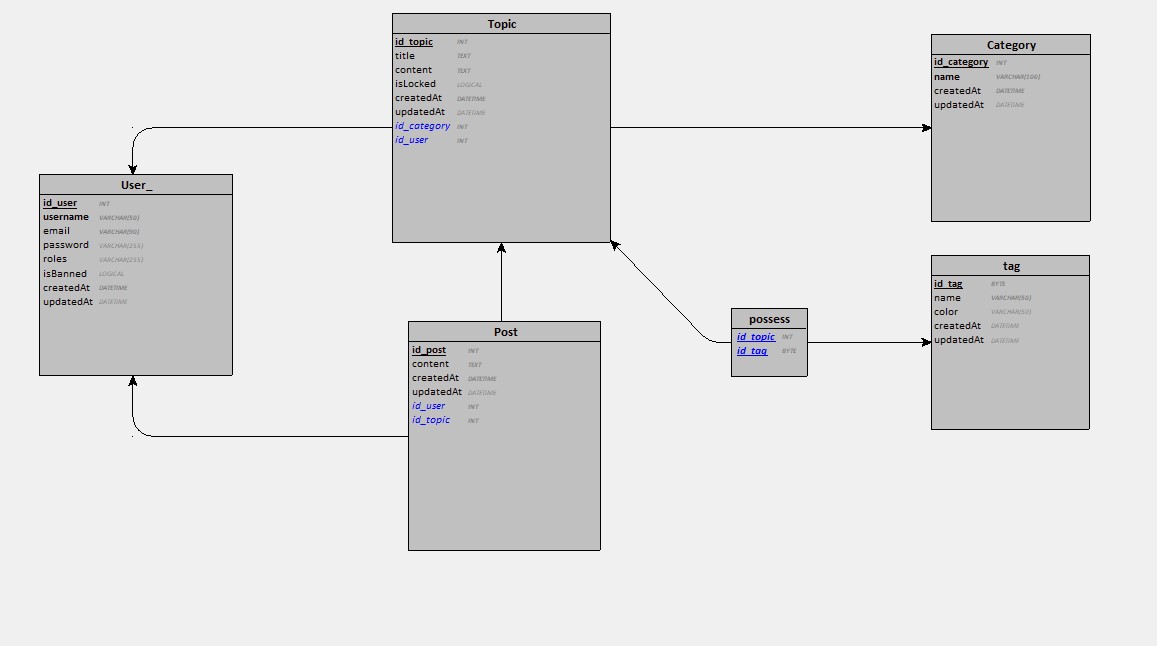 Topic
id_topic INT
title TEXT
content TEXT
isLocked LOGICAL
createdAt DATETIME
updatedAt DATETIME
id_category INT
id_user INT
Category
id_category INT
name VARCHAR(100)
createdAt DATETIME
updatedAt DATETIME
User_
id_user INT
username VARCHAR(50)
email VARCHAR(90)
password VARCHAR(255)
roles VARCHAR(255)
isBanned LOGICAL
createdAt DATETIME
updatedAt DATETIME
tag
id_tag BYTE
name VARCHAR(50)
color VARCHAR(50)
createdAt DATETIME
updatedAt DATETIME
possess
id_topic INT
id_tag BYTE
Post
id_post INT
content TEXT
createdAt DATETIME
updatedAt DATETIME
id_user INT
id_topic INT